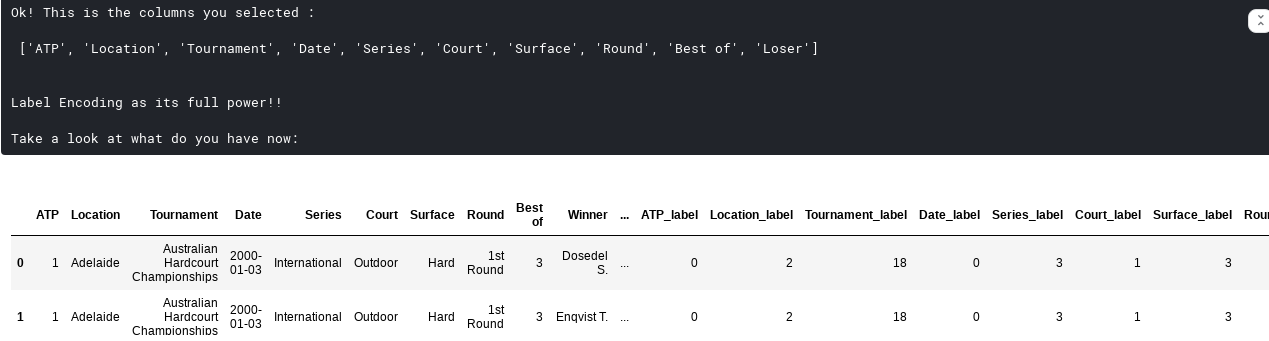 Ok! This is the columns you selected :
['ATP', 'Location', 'Tournament', 'Date', 'Series', 'Court', 'Surface', 'Round', 'Best of', 'Loser']
Label Encoding as its full power!!
Take a look at what do you have now:
ATP Location Tournament Date Series Court Surface Round Best of Winner ... ATP_label Location_label Tournament_label Date_label Series_label Court_label Surface_label
0 1 Adelaide Australian Hardcourt Championships 2000-01-03 International Outdoor Hard 1st Round 3 Dosedel S. ... 0 2 18 0 3 1 3
1 1 Adelaide Australian Hardcourt Championships 2000-01-03 International Outdoor Hard 1st Round 3 Enqvist T. ... 0 2 18 0 3 1 3